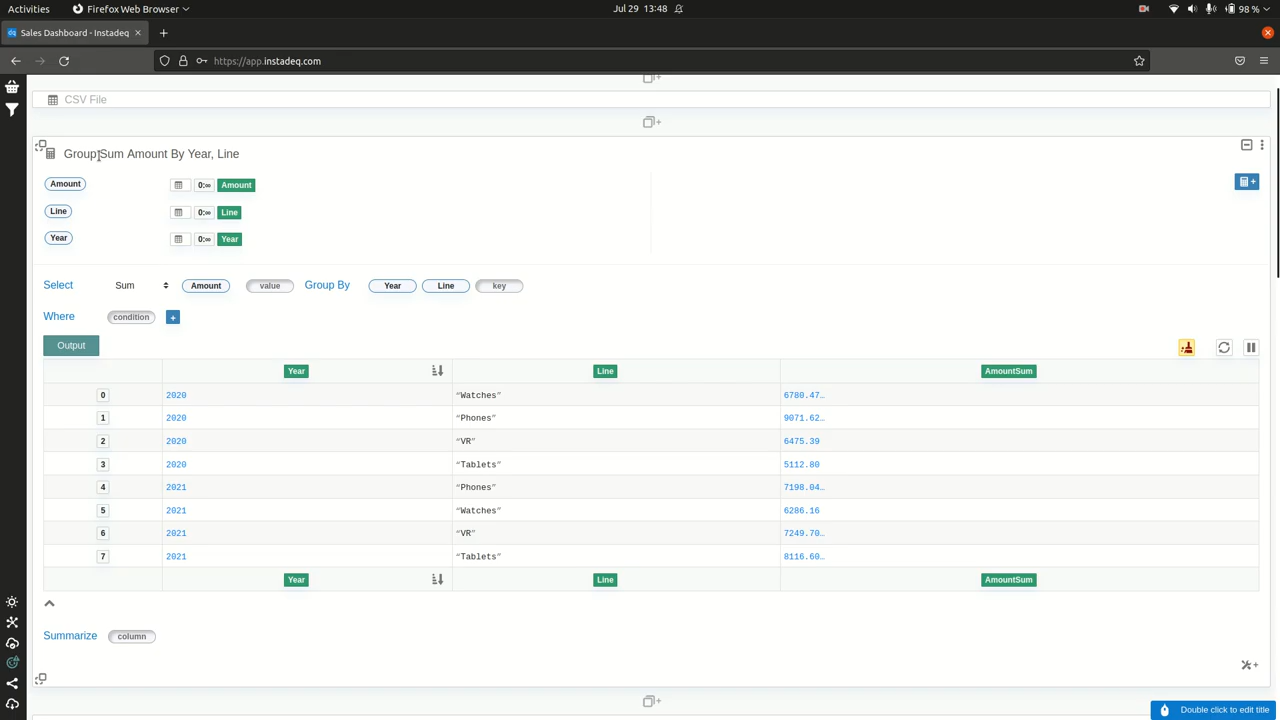 Activities
Firefox Web Browser
Jul 29 13:48
98 %
dq Sales Dashboard - Instadeq × +
https://app.instadeq.com
CSV File
Group Sum Amount By Year, Line
Amount 0:∞ Amount
Line 0:∞ Line
Year 0:∞ Year
Select Sum Amount value Group By Year Line key
Where condition +
Output
Year Line AmountSum
0 2020 “Watches” 6780.47…
1 2020 “Phones” 9071.62…
2 2020 “VR” 6475.39
3 2020 “Tablets” 5112.80
4 2021 “Phones” 7198.04…
5 2021 “Watches” 6286.16
6 2021 “VR” 7249.70…
7 2021 “Tablets” 8116.60…
Year Line AmountSum
Summarize column
Double click to edit title